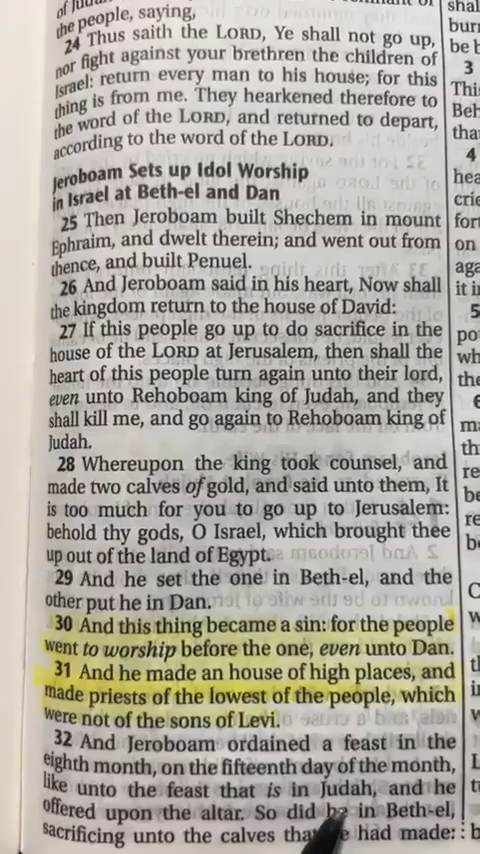 of Judah
the people, saying,
24 Thus saith the LORD, Ye shall not go up,
nor fight against your brethren the children of
Israel: return every man to his house; for this
thing is from me. They hearkened therefore to
the word of the LORD, and returned to depart,
according to the word of the LORD.
Jeroboam Sets up Idol Worship
in Israel at Beth-el and Dan
25 Then Jeroboam built Shechem in mount
Ephraim, and dwelt therein; and went out from
thence, and built Penuel.
26 And Jeroboam said in his heart, Now shall
the kingdom return to the house of David:
27 If this people go up to do sacrifice in the
house of the LORD at Jerusalem, then shall the
heart of this people turn again unto their lord,
even unto Rehoboam king of Judah, and they
shall kill me, and go again to Rehoboam king of
Judah.
28 Whereupon the king took counsel, and
made two calves of gold, and said unto them, It
is too much for you to go up to Jerusalem:
behold thy gods, O Israel, which brought thee
up out of the land of Egypt.
29 And he set the one in Beth-el, and the
other put he in Dan.
30 And this thing became a sin: for the people
went to worship before the one, even unto Dan.
31 And he made an house of high places, and
made priests of the lowest of the people, which
were not of the sons of Levi.
32 And Jeroboam ordained a feast in the
eighth month, on the fifteenth day of the month,
like unto the feast that is in Judah, and he
offered upon the altar. So did he in Beth-el,
sacrificing unto the calves had made:
3
4
on
it i
5